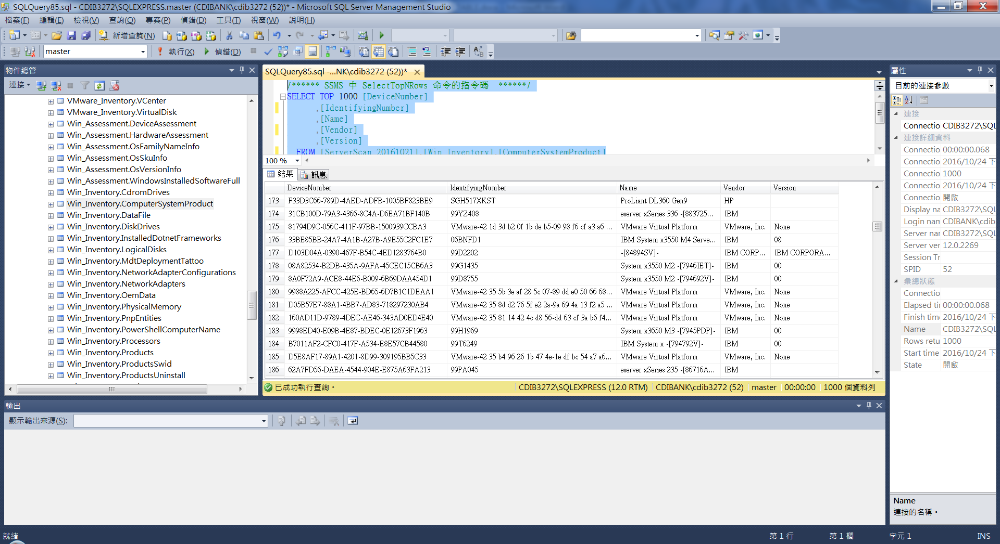 SQLQuery85.sql - CDIB3272\SQLEXPRESS.master (CDIBANK\cdib3272 (52))* - Microsoft SQL Server Management Studio
檔案(F) 編輯(E) 檢視(V) 查詢(Q) 專案(P) 偵錯(D) 工具(T) 視窗(W) 說明(H)
新增查詢(N)
master 執行(X) 偵錯(D)
物件總管
連接
VMware_Inventory.VCenter
VMware_Inventory.VirtualDisk
Win_Assessment.DeviceAssessment
Win_Assessment.HardwareAssessment
Win_Assessment.OsFamilyNameInfo
Win_Assessment.OsSkuInfo
Win_Assessment.OsVersionInfo
Win_Assessment.WindowsInstalledSoftwareFull
Win_Inventory.CdromDrives
Win_Inventory.ComputerSystemProduct
Win_Inventory.DataFile
Win_Inventory.DiskDrives
Win_Inventory.InstalledDotnetFrameworks
Win_Inventory.LogicalDisks
Win_Inventory.MdtDeploymentTattoo
Win_Inventory.NetworkAdapterConfigurations
Win_Inventory.NetworkAdapters
Win_Inventory.OemData
Win_Inventory.PhysicalMemory
Win_Inventory.PnpEntities
Win_Inventory.PowerShellComputerName
Win_Inventory.Processors
Win_Inventory.Products
Win_Inventory.ProductsSwid
Win_Inventory.ProductsUninstall
SQLQuery85.sql -...NK\cdib3272 (52))*
/****** SSMS 中 SelectTopNRows 命令的指令碼 ******/
SELECT TOP 1000 [DeviceNumber]
,[IdentifyingNumber]
,[Name]
,[Vendor]
,[Version]
FROM [ServerScan_20161021].[Win_Inventory].[ComputerSystemProduct]
100 %
結果 訊息
DeviceNumber IdentifyingNumber Name Vendor Version
173 F33D3C66-789D-4AED-ADFB-1005BF823BE9 SGH517XKST ProLiant DL360 Gen9 HP
174 31CB100D-79A3-4366-8C4A-D6EA71BF140B 99YZ408 eserver xSeries 336 -[883725... IBM
175 81794D9C-056C-411F-97BB-1500939CCBA3 VMware-42 1d 3d b2 0f 1b de b5-09 98 f6 cf a3 a6 ... VMware Virtual Platform VMware, Inc. None
176 33BE85BB-24A7-4A1B-A27B-A9E55C2FC1E7 06BNFD1 IBM System x3550 M4 Serve... IBM 08
177 D103D04A-0390-467F-B54C-4ED1283764B0 99D2202 -[84894SV]- IBM CORP... IBM CORPORA...
178 08A82534-B2DB-435A-9AFA-45CEC15CB6A3 99G1435 System x3550 M2 -[7946IET]- IBM 00
179 8A0F72A9-ACE8-44E6-B009-6B69DAA454D1 99D8755 System x3550 M2 -[794692V]- IBM 00
180 9988A225-AFCC-425E-BD65-6D7B1C1DEAA1 VMware-42 35 5b 3e af 28 5c 07-89 dd e0 50 66 68... VMware Virtual Platform VMware, Inc. None
181 D05B57E7-88A1-4BB7-AD83-718297230AB4 VMware-42 35 8d d2 76 5f e2 2a-9a 69 4a 13 f2 a5 ... VMware Virtual Platform VMware, Inc. None
182 160AD11D-9789-4DEC-AE46-343AD0ED4E40 VMware-42 35 81 14 42 4c d8 56-dd 63 cf 3a b6 f4... VMware Virtual Platform VMware, Inc. None
183 9998ED40-E09B-4E87-BDEC-0E12673F1963 99H1969 System x3650 M3 -[7945PDP]- IBM 00
184 B7011AF2-CFC0-417F-A534-E8E57CB44580 99T6249 IBM System x -[794792V]- IBM 00
185 D5E8AF17-89A1-4201-8D99-309195BB5C33 VMware-42 35 b4 96 26 1b 47 4e-1e df bc 54 a7 a6... VMware Virtual Platform VMware, Inc. None
186 62A7FD56-DAEA-4544-904E-E875A63FA213 99PA045 eserver xSeries 235 -[86716A... IBM
已成功執行查詢。 CDIB3272\SQLEXPRESS (12.0 RTM) CDIBANK\cdib3272 (52) master 00:00:00 1000 個資料列
屬性
目前的連接參數
連接
Connectio CDIB3272\SQL
連接詳細資料
Connectio 00:00:00.068
Connectio 2016/10/24 下
Connectio 1000
Connectio 2016/10/24 下
Connectio 開啟
Display na CDIB3272\SQL
Login nam CDIBANK\cdib
Server nar CDIB3272\SQL
Server ver 12.0.2269
Session Tr
SPID 52
彙總狀態
Connectio
Elapsed ti 00:00:00.068
Finish time 2016/10/24 下
Name CDIB3272\SQL
Rows retu 1000
Start time 2016/10/24 下
State 開啟
Name
連接的名稱。
輸出
顯示輸出來源(S):
就緒 第 1 行 第 1 欄 字元 1 INS